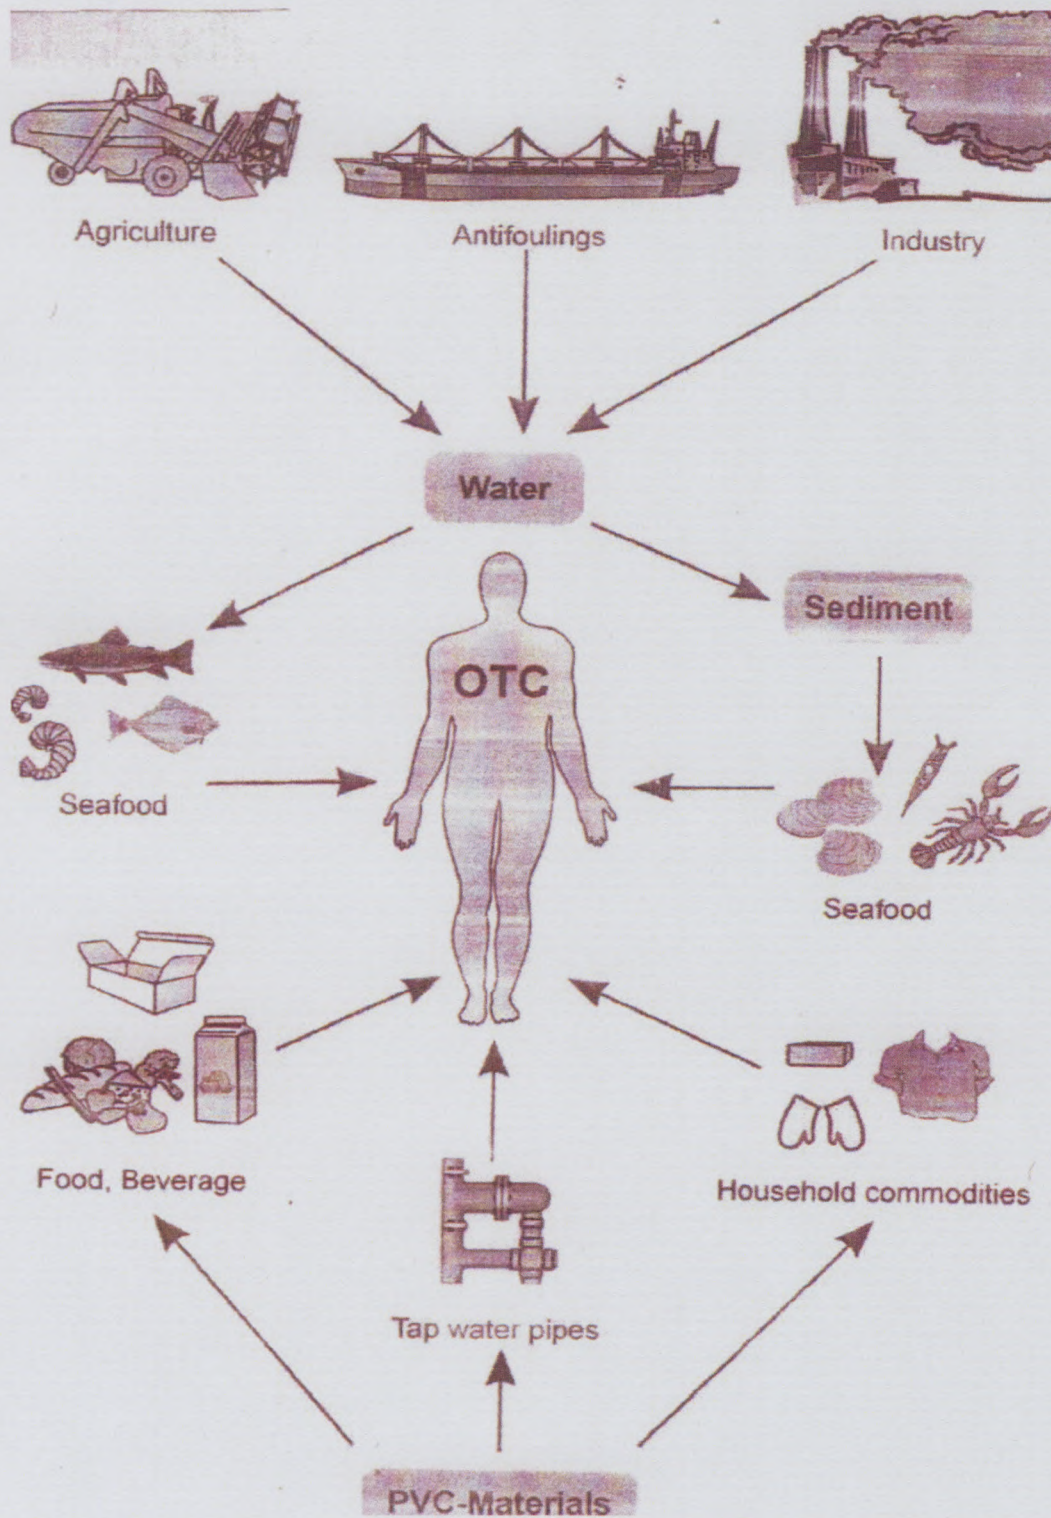 Agriculture
Antifoulings
Industry
Water
Sediment
OTC
Seafood
Seafood
Food, Beverage
Household commodities
Tap water pipes
PVC-Materials